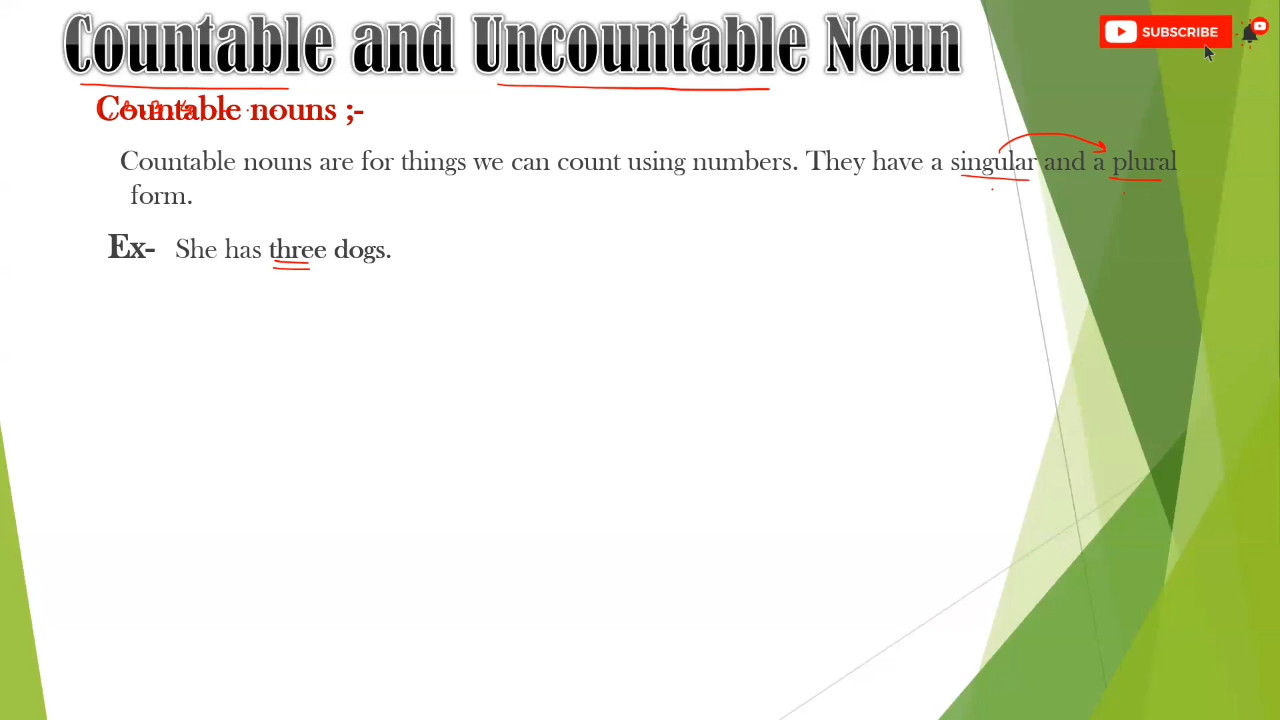 Countable and Uncountable Noun
SUBSCRIBE
Countable nouns ;-
Countable nouns are for things we can count using numbers. They have a singular and a plural
form.
Ex- She has three dogs.